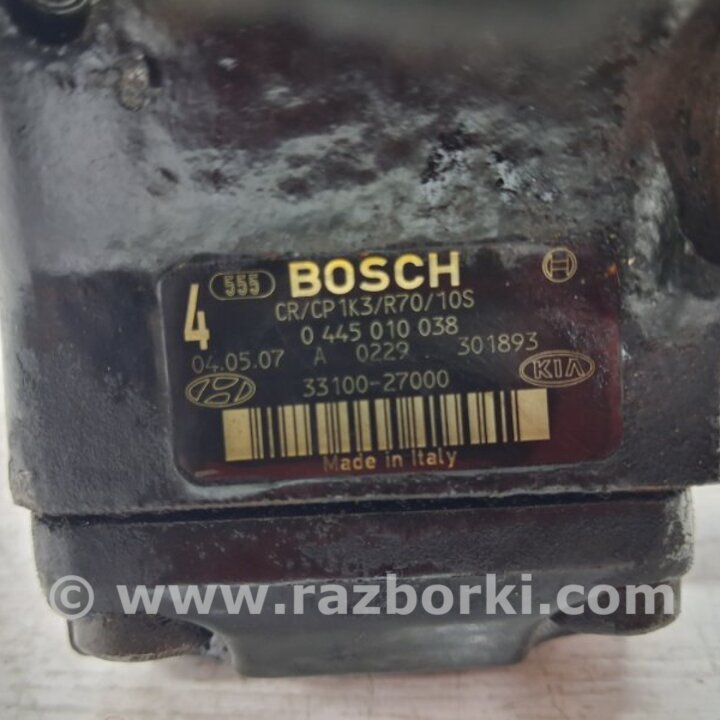 4 555 BOSCH
CR/CP1K3/R70/10S
0 445 010 038
04.05.07 A 0229 301893
33100-27000 KIA
Made in Italy
© www.razborki.com